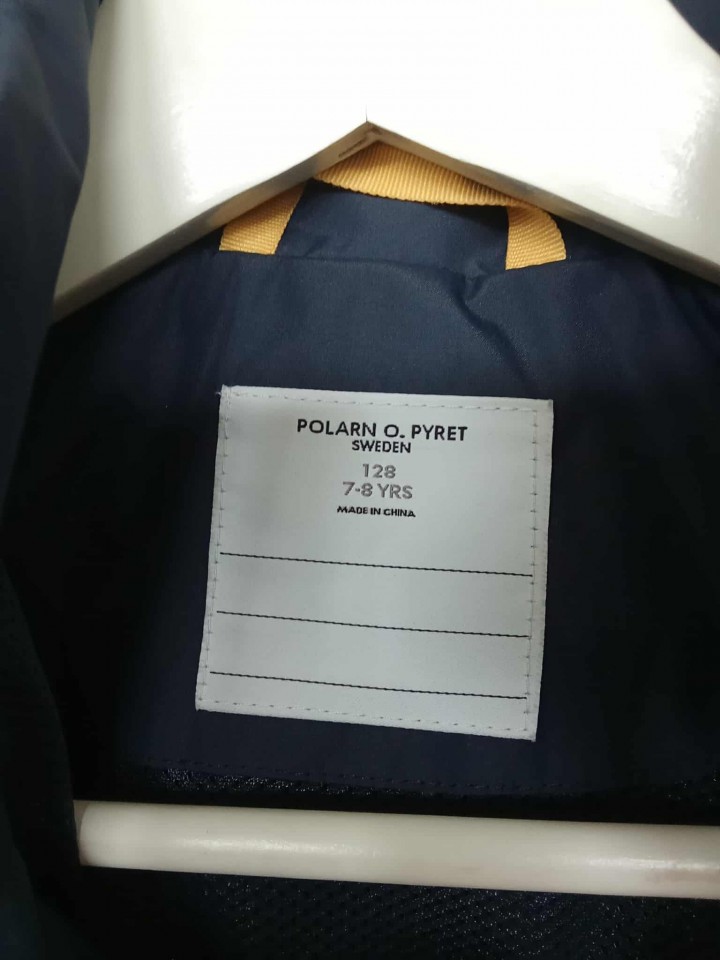 POLARN O. PYRET
SWEDEN
128
7-8 YRS
MADE IN CHINA